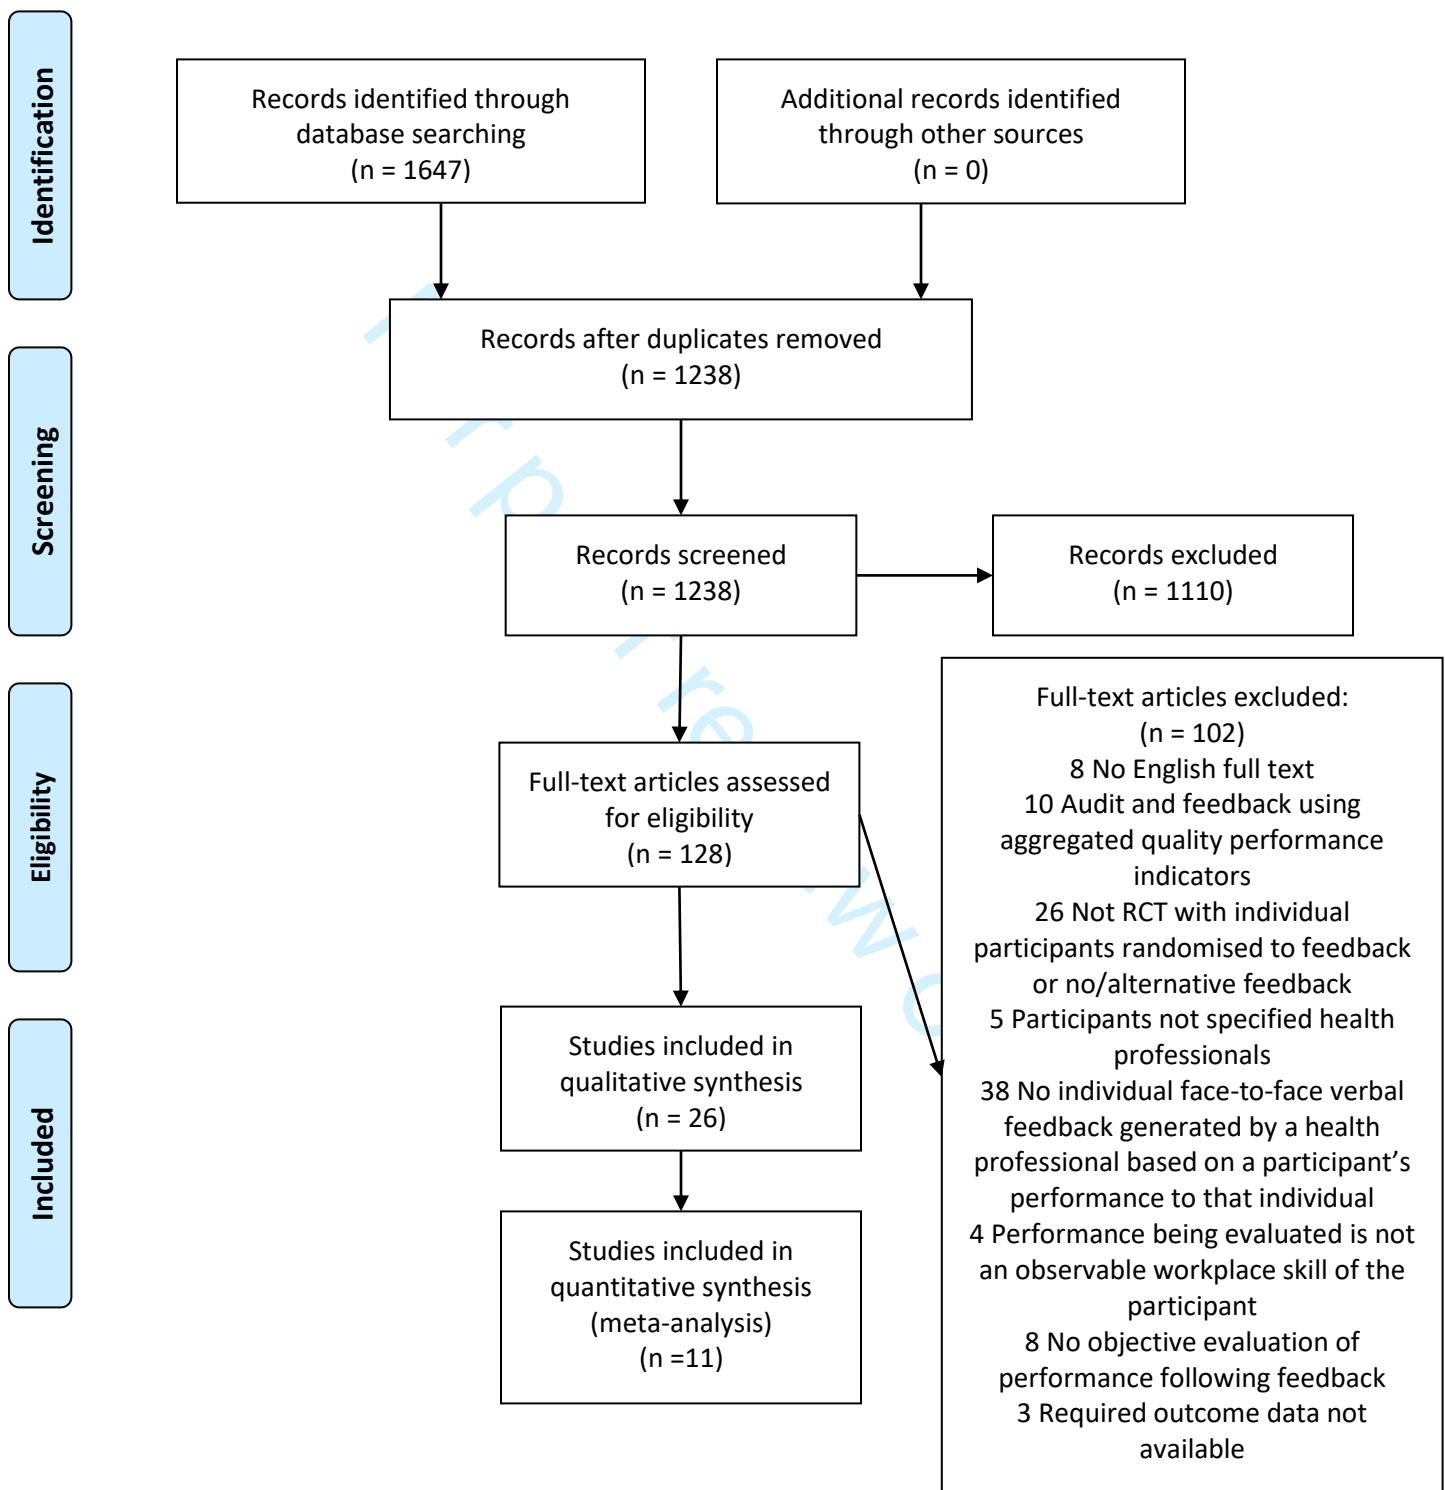 Identification
Records identified through
database searching
(n = 1647)
Additional records identified
through other sources
(n = 0)
Records after duplicates removed
(n = 1238)
Screening
Records screened
(n = 1238)
Records excluded
(n = 1110)
Eligibility
Full-text articles assessed
for eligibility
(n = 128)
Full-text articles excluded:
(n = 102)
8 No English full text
10 Audit and feedback using
aggregated quality performance
indicators
26 Not RCT with individual
participants randomised to feedback
or no/alternative feedback
5 Participants not specified health
professionals
38 No individual face-to-face verbal
feedback generated by a health
professional based on a participant’s
performance to that individual
4 Performance being evaluated is not
an observable workplace skill of the
participant
8 No objective evaluation of
performance following feedback
3 Required outcome data not
available
Included
Studies included in
qualitative synthesis
(n = 26)
Studies included in
quantitative synthesis
(meta-analysis)
(n =11)